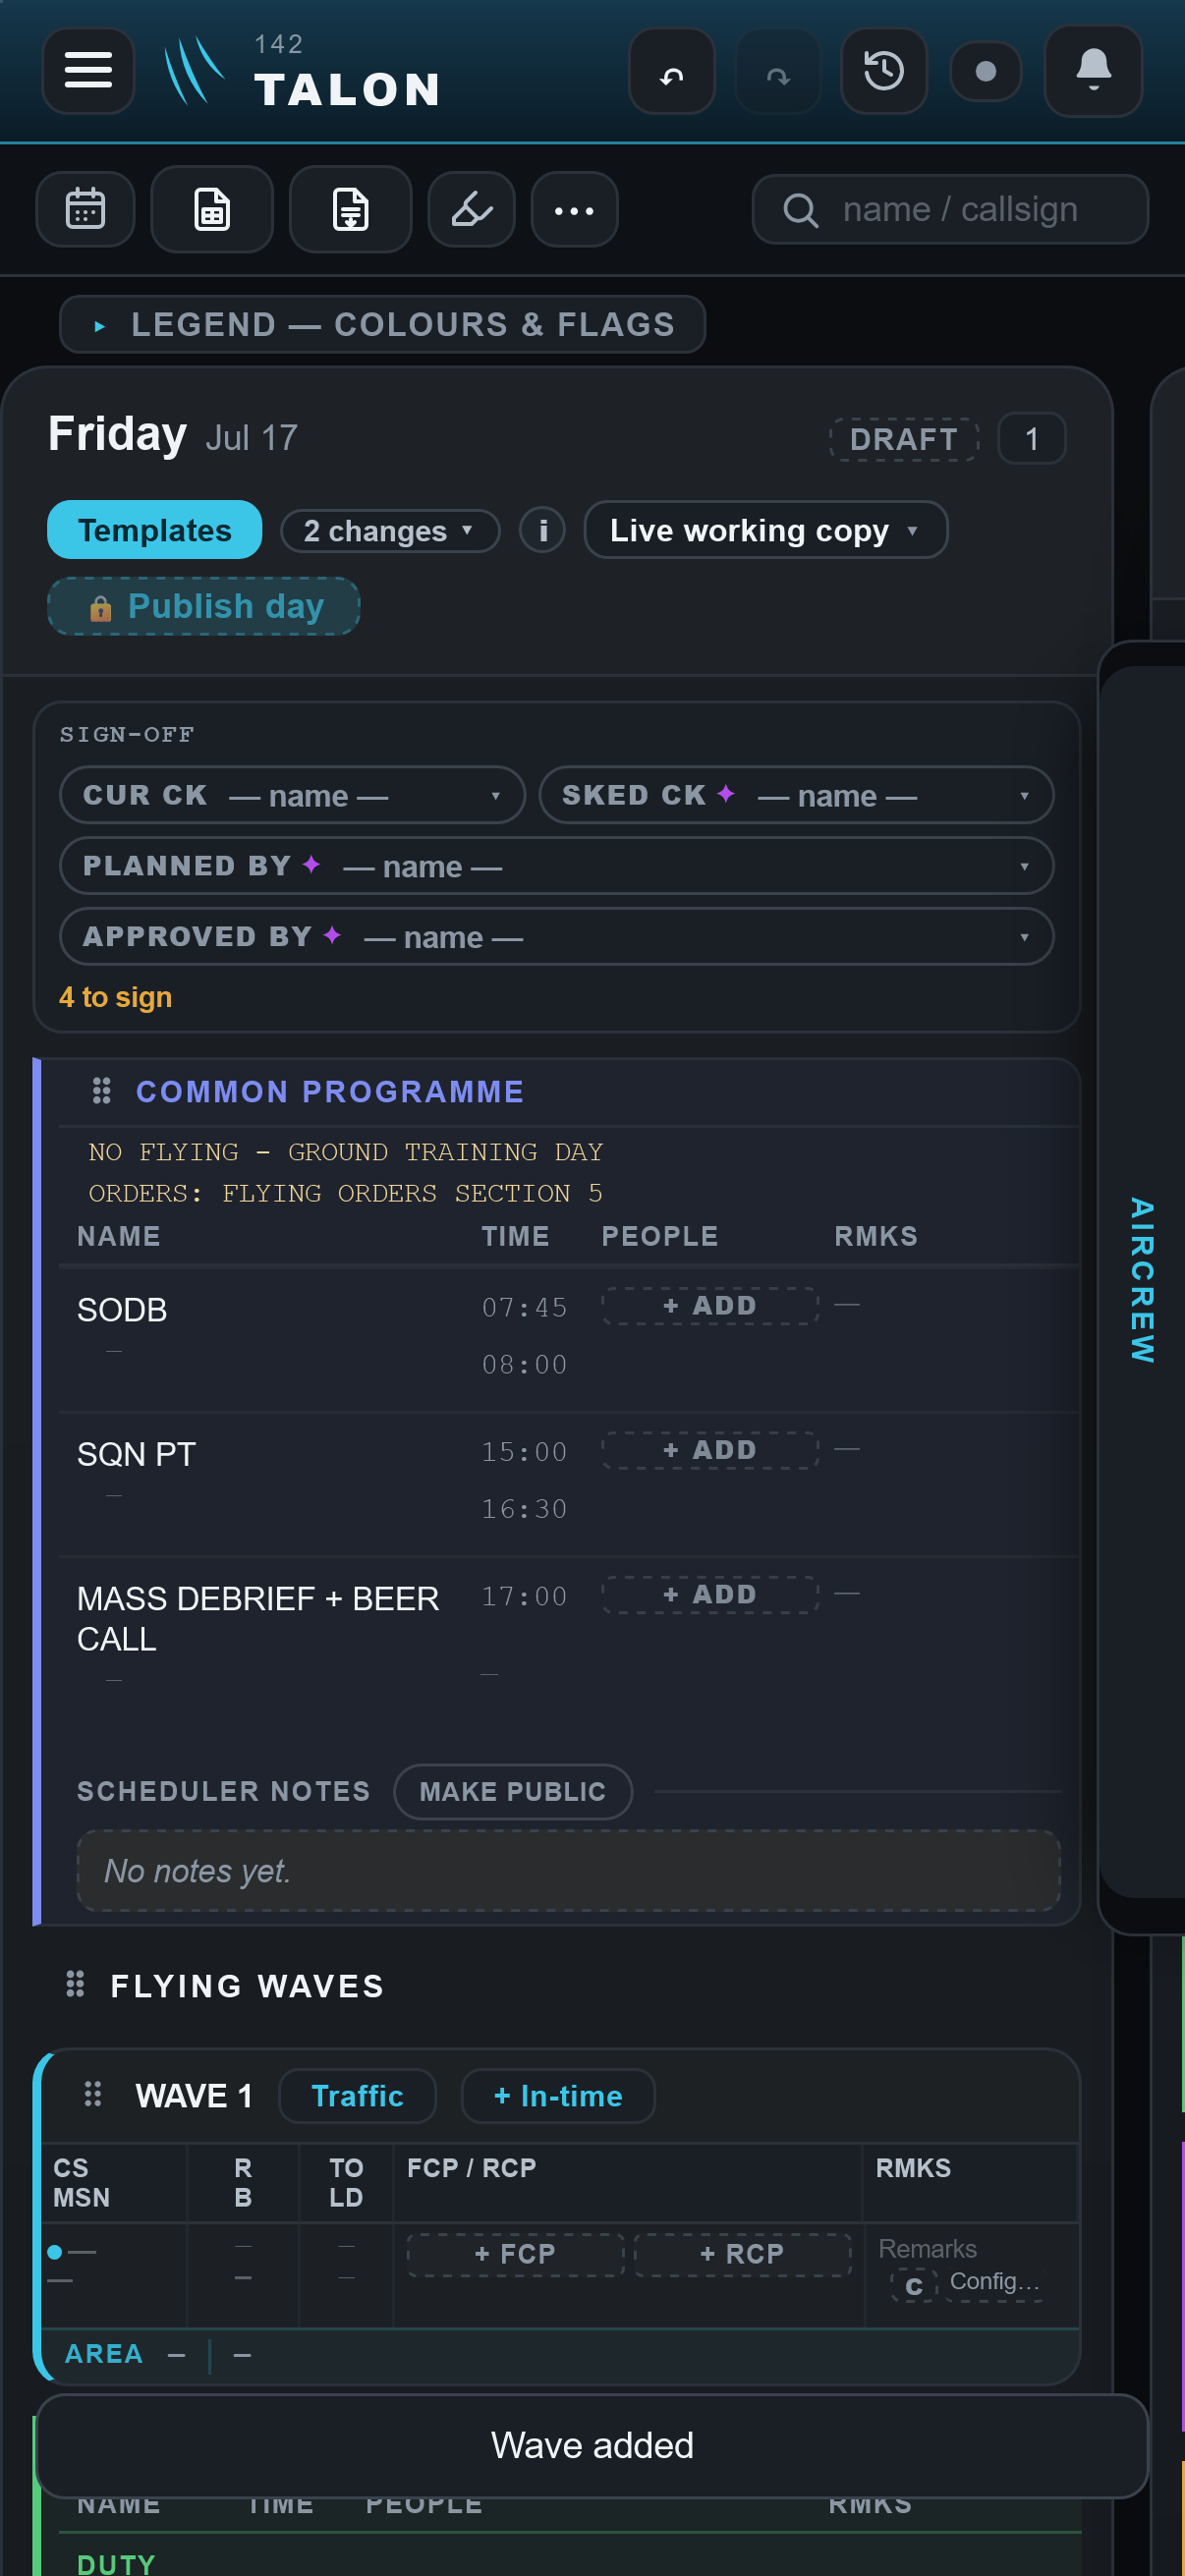 142
TALON
name / callsign
LEGEND — COLOURS & FLAGS
Friday Jul 17 DRAFT 1
Templates 2 changes i Live working copy
Publish day
SIGN-OFF
CUR CK — name — SKED CK — name —
PLANNED BY — name —
APPROVED BY — name —
4 to sign
COMMON PROGRAMME
NO FLYING - GROUND TRAINING DAY
ORDERS: FLYING ORDERS SECTION 5
NAME TIME PEOPLE RMKS
SODB 07:45 + ADD —
— 08:00
SQN PT 15:00 + ADD —
— 16:30
MASS DEBRIEF + BEER 17:00 + ADD —
CALL
— —
SCHEDULER NOTES MAKE PUBLIC
No notes yet.
AIRCREW
FLYING WAVES
WAVE 1 Traffic + In-time
CS R TO FCP / RCP RMKS
MSN B LD
— — — + FCP + RCP Remarks
— — — C Config…
AREA — —
Wave added
NAME TIME PEOPLE RMKS
DUTY